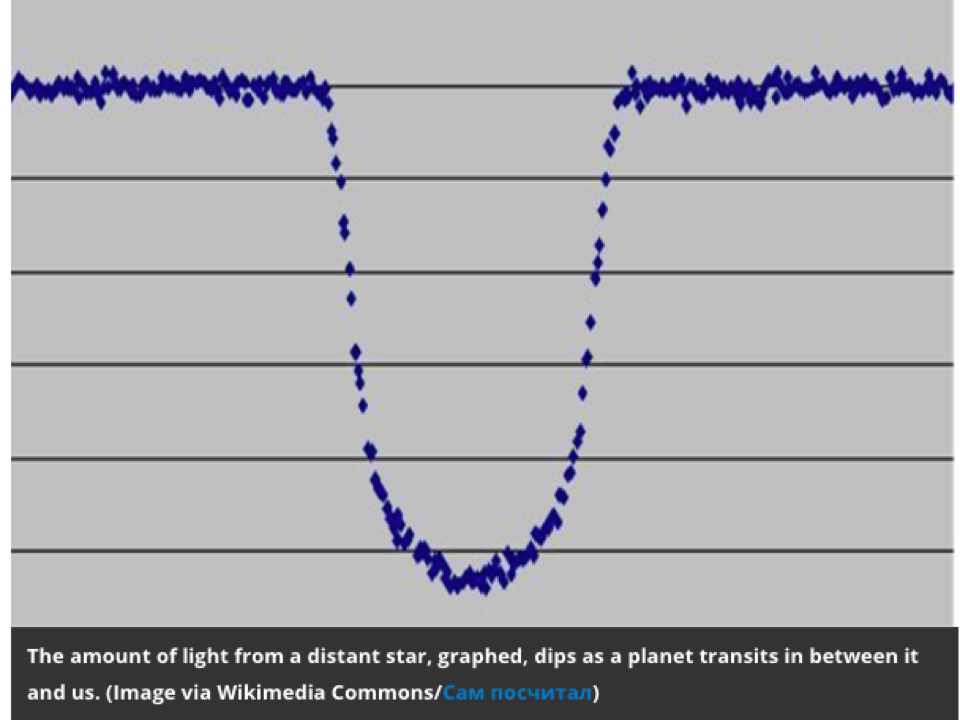 The amount of light from a distant star, graphed, dips as a planet transits in between it
and us. (Image via Wikimedia Commons/Сам посчитал)